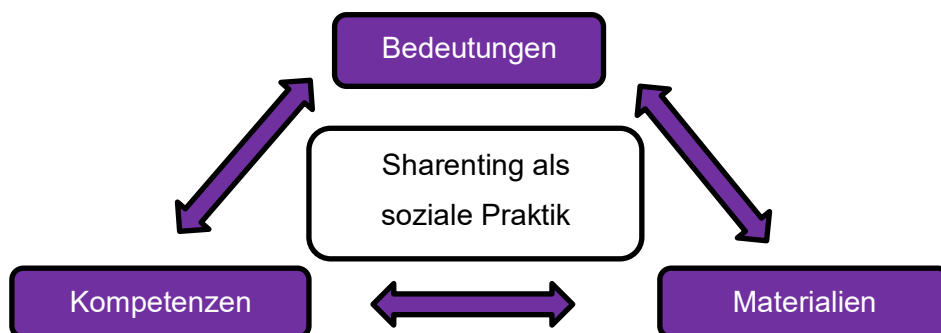 Bedeutungen
Sharenting als
soziale Praktik
Kompetenzen
Materialien